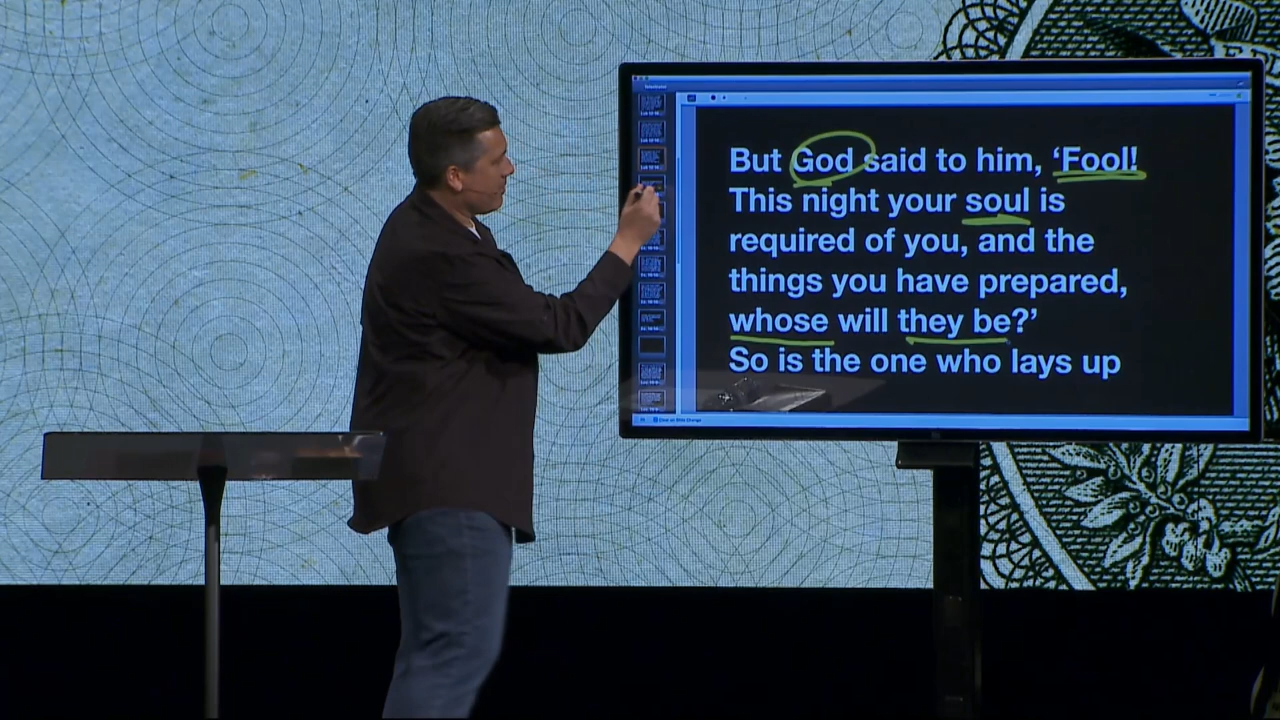 But God said to him, ‘Fool!
This night your soul is
required of you, and the
things you have prepared,
whose will they be?’
So is the one who lays up